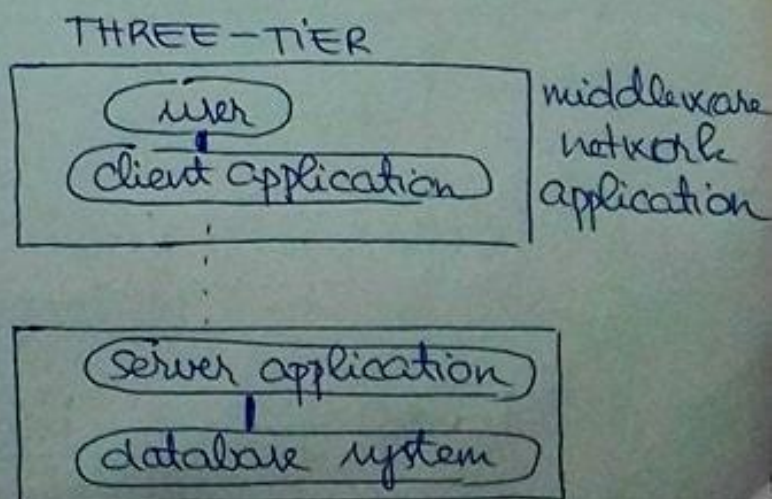 THREE-TIER
user
client application
middleware
network
application
server application
database system